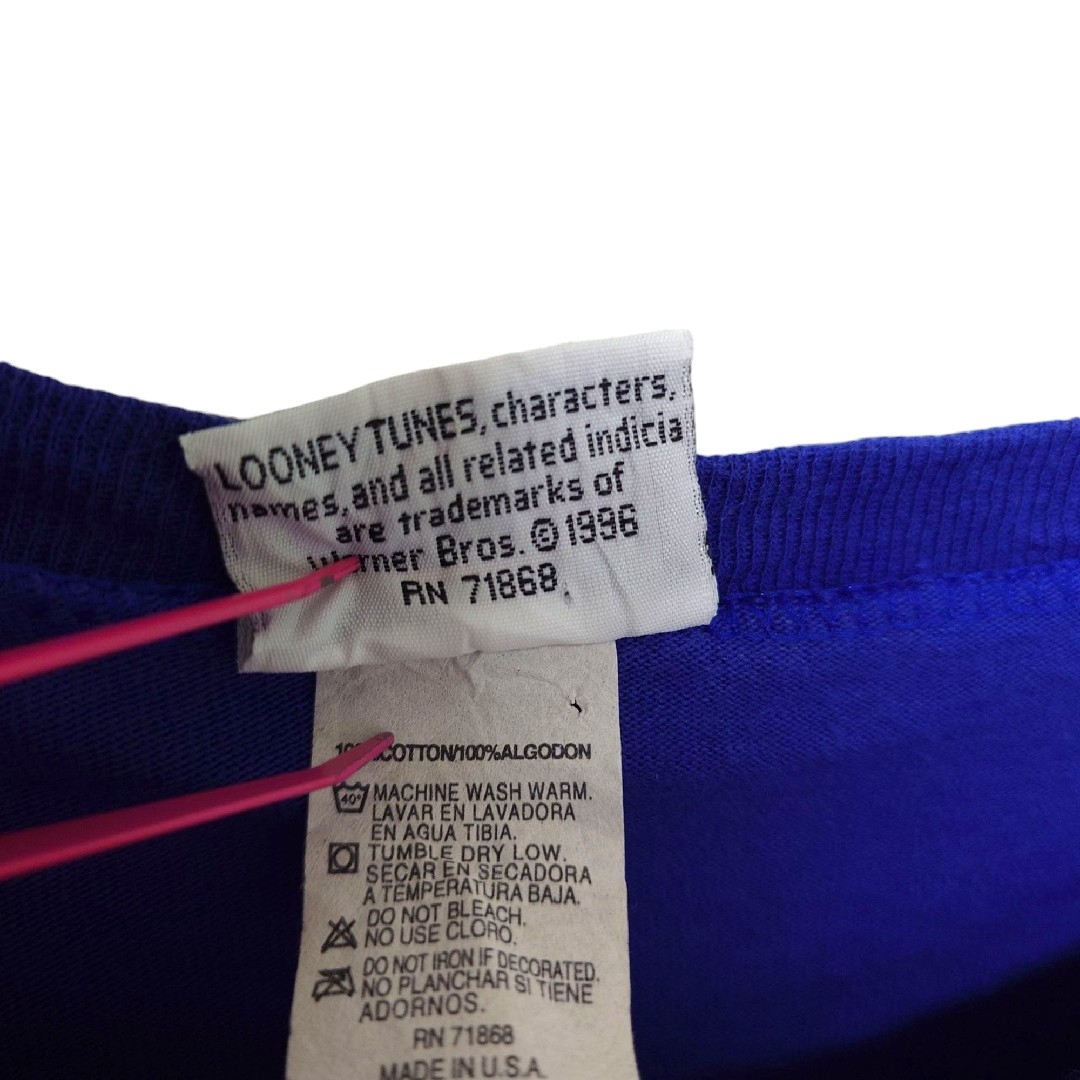 LOONEY TUNES, characters,
names, and all related indicia
are trademarks of
Warner Bros. © 1996
RN 71868
100% COTTON/100%ALGODON
40°
MACHINE WASH WARM.
LAVAR EN LAVADORA
EN AGUA TIBIA.
TUMBLE DRY LOW.
SECAR EN SECADORA
A TEMPERATURA BAJA.
DO NOT BLEACH.
NO USE CLORO.
DO NOT IRON IF DECORATED.
NO PLANCHAR SI TIENE
ADORNOS.
RN 71868
MADE IN U.S.A.